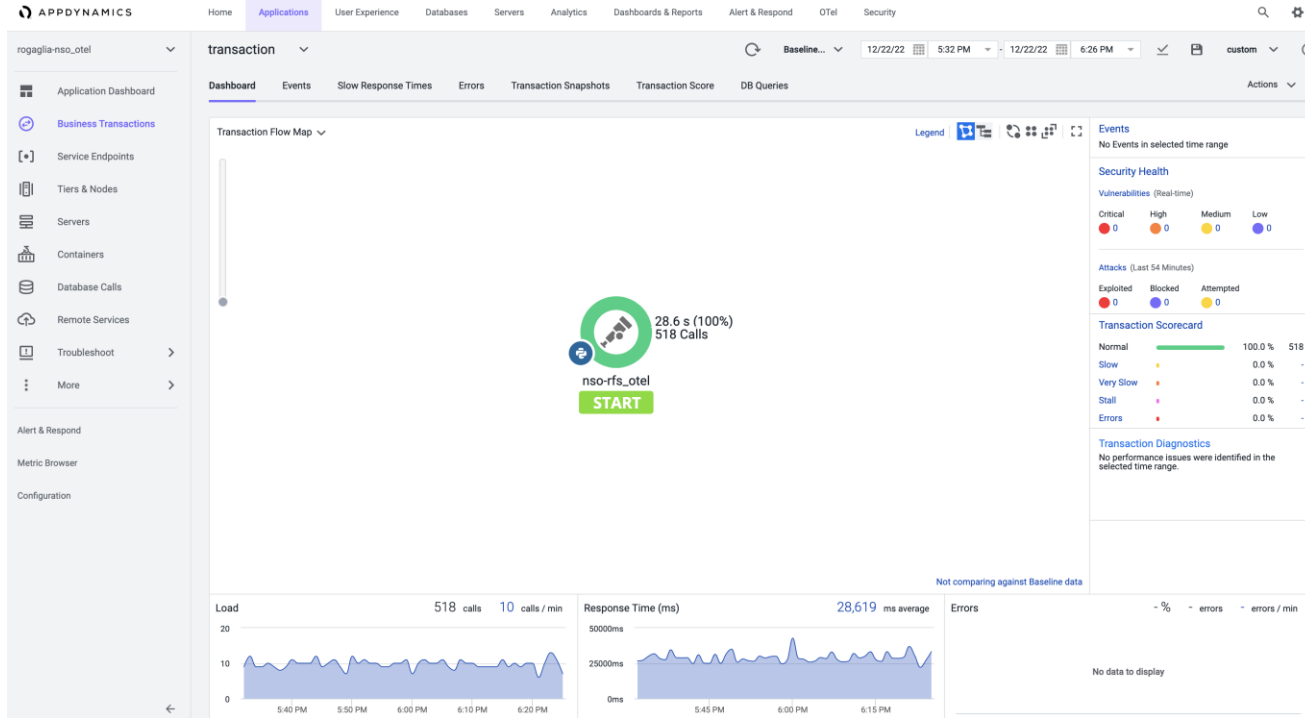 APPDYNAMICS
Home Applications User Experience Databases Servers Analytics Dashboards & Reports Alert & Respond OTel Security
rogaglia-nso_otel
transaction
Baseline... 12/22/22 5:32 PM - 12/22/22 6:26 PM custom
Application Dashboard
Business Transactions
Service Endpoints
Tiers & Nodes
Servers
Containers
Database Calls
Remote Services
Troubleshoot
More
Alert & Respond
Metric Browser
Configuration
Dashboard Events Slow Response Times Errors Transaction Snapshots Transaction Score DB Queries
Actions
Transaction Flow Map
Legend
28.6 s (100%)
518 Calls
nso-rfs_otel
START
Not comparing against Baseline data
Events
No Events in selected time range
Security Health
Vulnerabilities (Real-time)
Critical High Medium Low
0 0 0 0
Attacks (Last 54 Minutes)
Exploited Blocked Attempted
0 0 0
Transaction Scorecard
Normal 100.0 % 518
Slow 0.0 % -
Very Slow 0.0 % -
Stall 0.0 % -
Errors 0.0 % -
Transaction Diagnostics
No performance issues were identified in the
selected time range.
Load 518 calls 10 calls / min
20
10
0
5:40 PM 5:50 PM 6:00 PM 6:10 PM 6:20 PM
Response Time (ms) 28,619 ms average
50000ms
25000ms
0ms
5:45 PM 6:00 PM 6:15 PM
Errors - % - errors - errors / min
No data to display